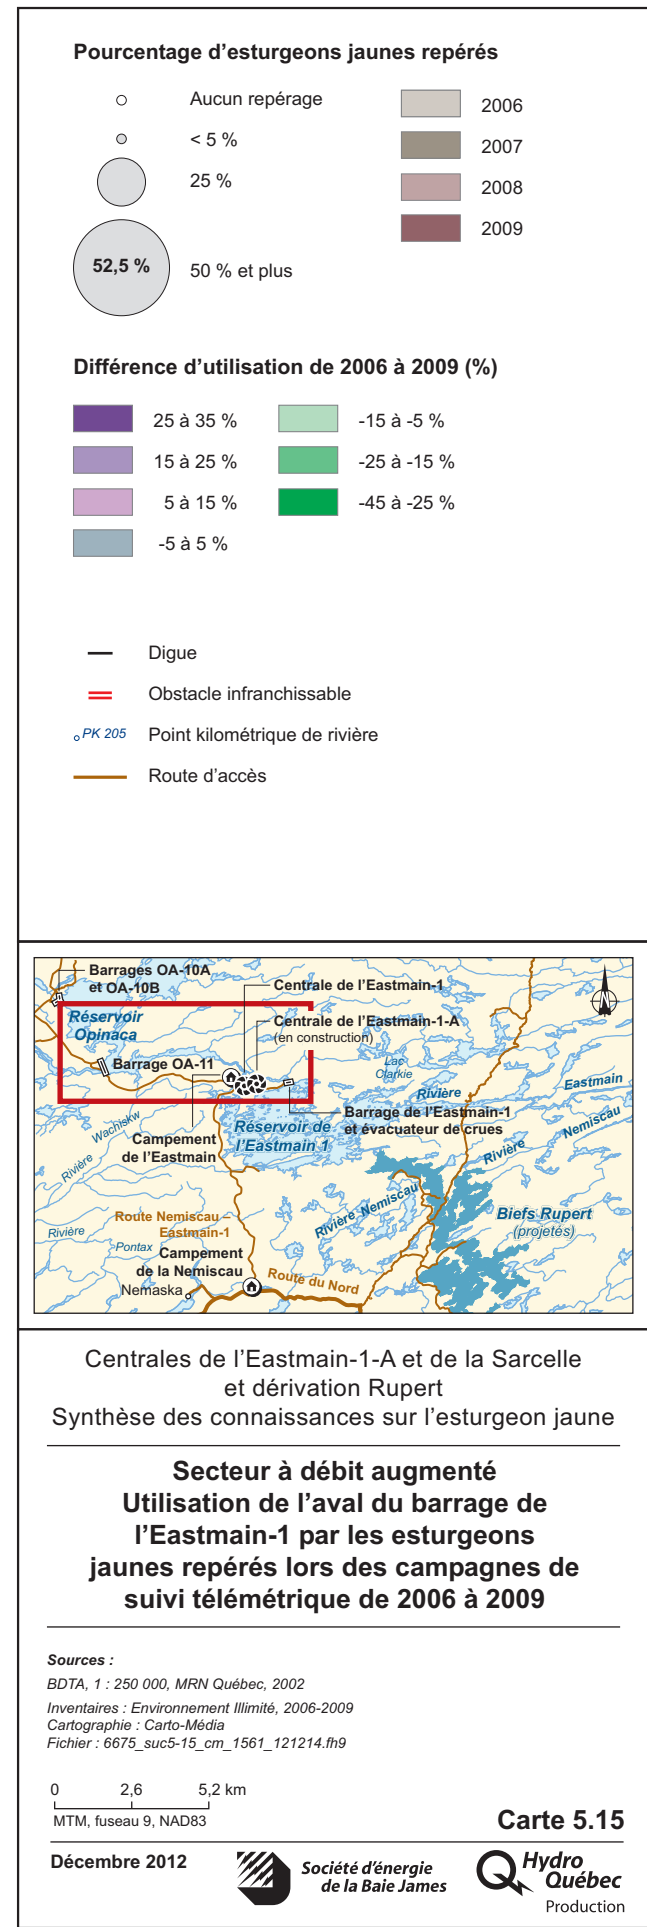 Pourcentage d'esturgeons jaunes repérés
Aucun repérage
< 5 %
25 %
52,5 %
50 % et plus
2006
2007
2008
2009
Différence d'utilisation de 2006 à 2009 (%)
25 à 35 %
15 à 25 %
5 à 15 %
-5 à 5 %
-15 à -5 %
-25 à -15 %
-45 à -25 %
Digue
Obstacle infranchissable
PK 205
Point kilométrique de rivière
Route d'accès
Barrages OA-10A
et OA-10B
Centrale de l'Eastmain-1
N
Réservoir
Opinaca
Centrale de l'Eastmain-1-A
(en construction)
Barrage OA-11
Lac
Clarkie
Rivière
Eastmain
Barrage de l'Eastmain-1
et évacuateur de crues
Réservoir de
l'Eastmain 1
Campement
de l'Eastmain
Rivière Wachiskw
Rivière Nemiscau
Rivière Nemiscau
Biefs Rupert
(projetés)
Route Nemiscau –
Eastmain-1
Rivière
Pontax
Campement
de la Nemiscau
Nemaska
Route du Nord
Centrales de l'Eastmain-1-A et de la Sarcelle
et dérivation Rupert
Synthèse des connaissances sur l'esturgeon jaune
Secteur à débit augmenté
Utilisation de l'aval du barrage de
l'Eastmain-1 par les esturgeons
jaunes repérés lors des campagnes de
suivi télémétrique de 2006 à 2009
Sources :
BDTA, 1 : 250 000, MRN Québec, 2002
Inventaires : Environnement Illimité, 2006-2009
Cartographie : Carto-Média
Fichier : 6675_suc5-15_cm_1561_121214.fh9
0 2,6 5,2 km
MTM, fuseau 9, NAD83
Carte 5.15
Décembre 2012
Société d'énergie
de la Baie James
Hydro
Québec
Production